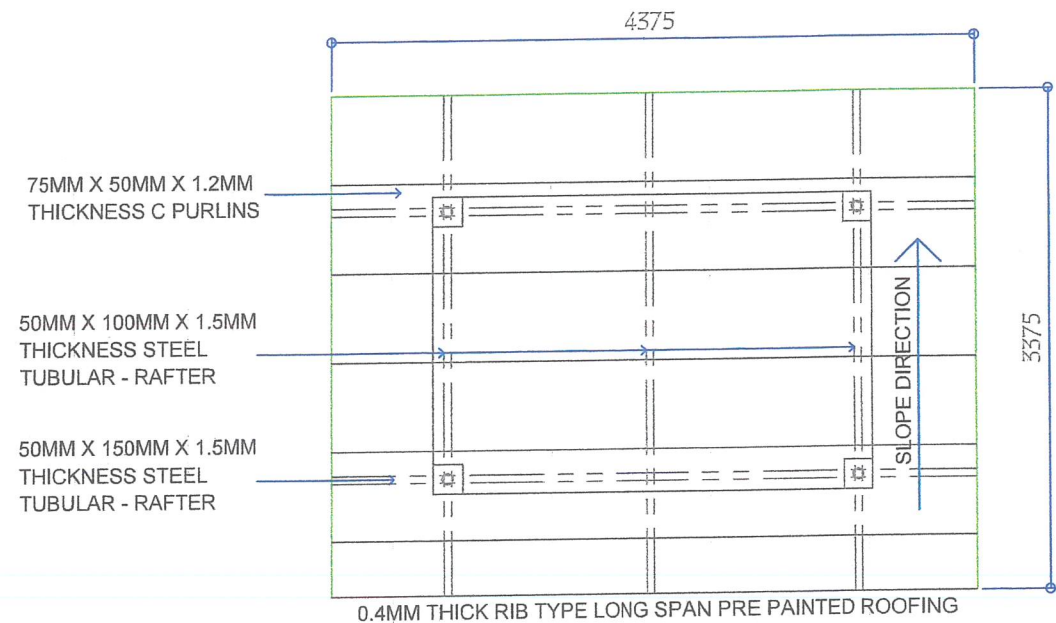 4375
75MM X 50MM X 1.2MM
THICKNESS C PURLINS
50MM X 100MM X 1.5MM
THICKNESS STEEL
TUBULAR - RAFTER
50MM X 150MM X 1.5MM
THICKNESS STEEL
TUBULAR - RAFTER
SLOPE DIRECTION
3375
0.4MM THICK RIB TYPE LONG SPAN PRE PAINTED ROOFING